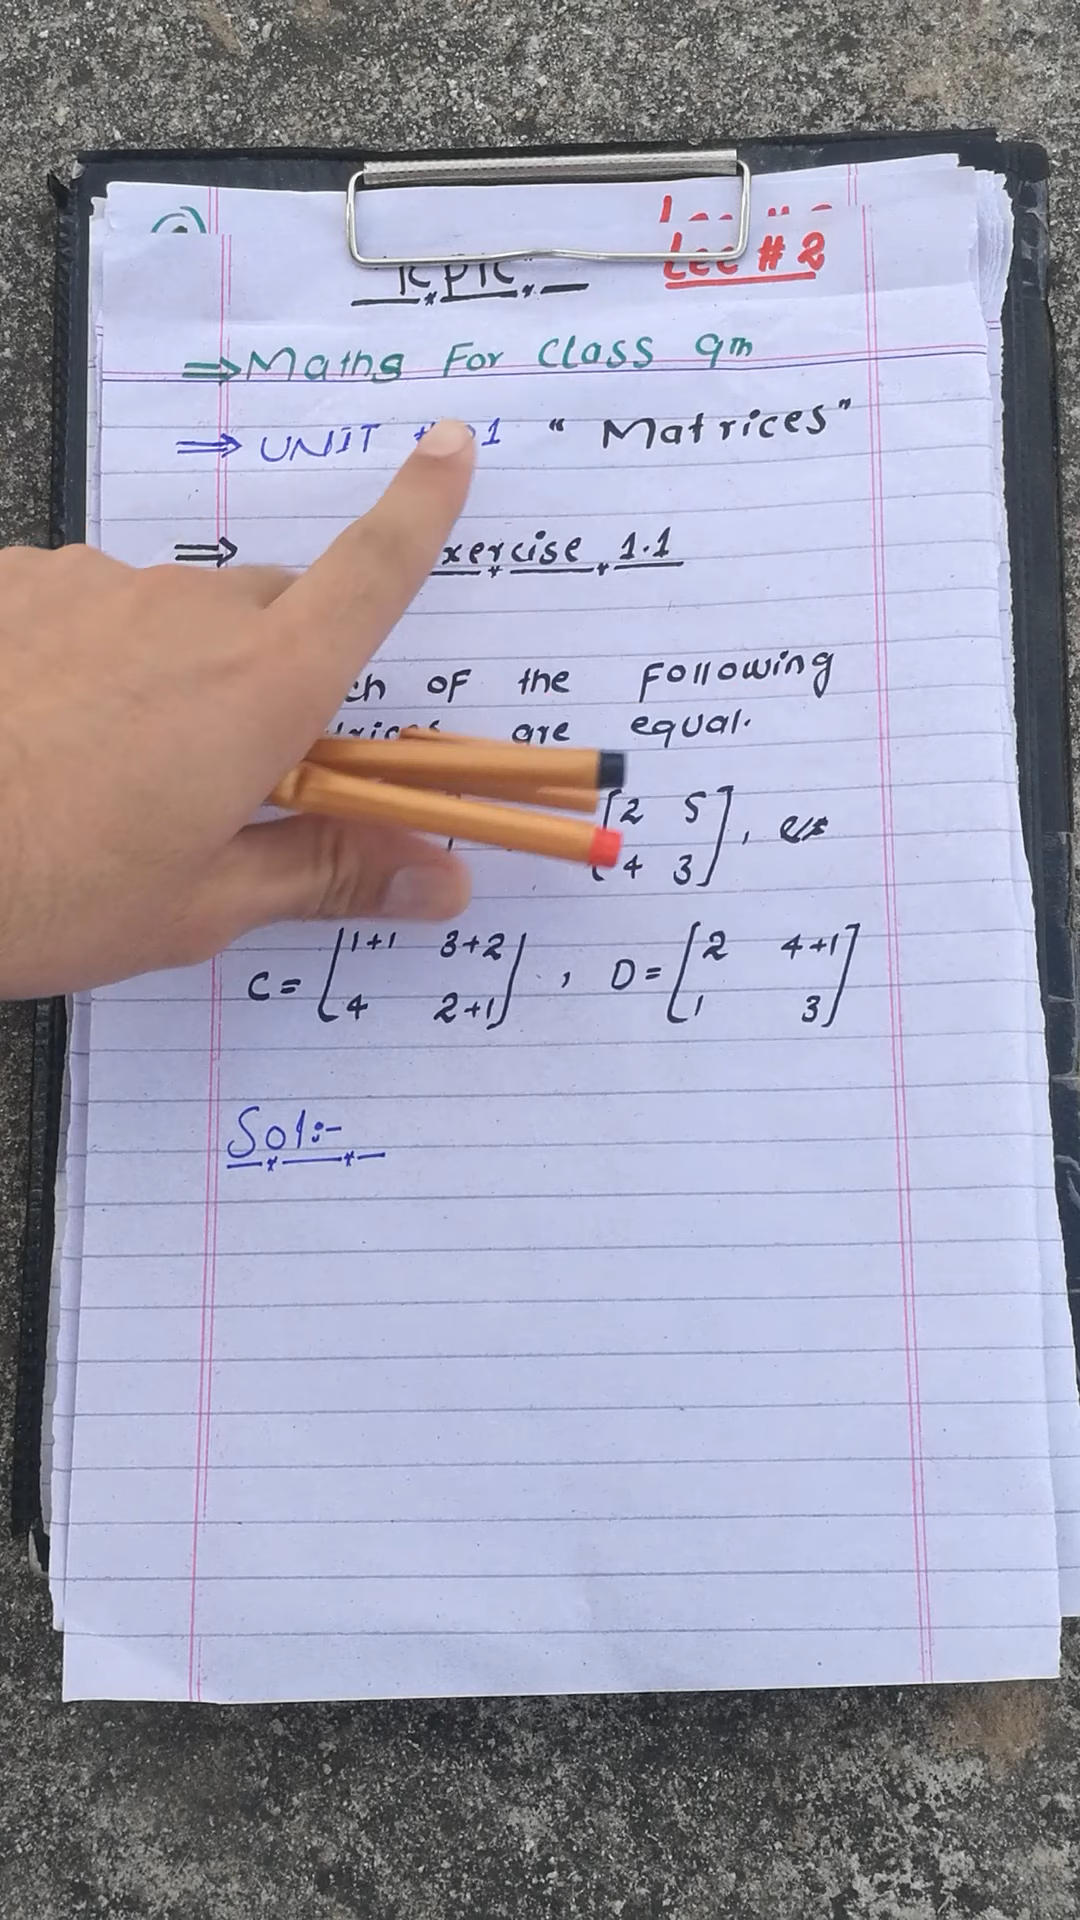 Lec # 2
⇒ Maths For Class 9th
⇒ UNIT 1 " Matrices "
⇒ xercise 1.1
of the Following
are equal.
[2 5
4 3],
C = [1+1 3+2
4 2+1], D = [2 4+1
1 3]
Sol:-